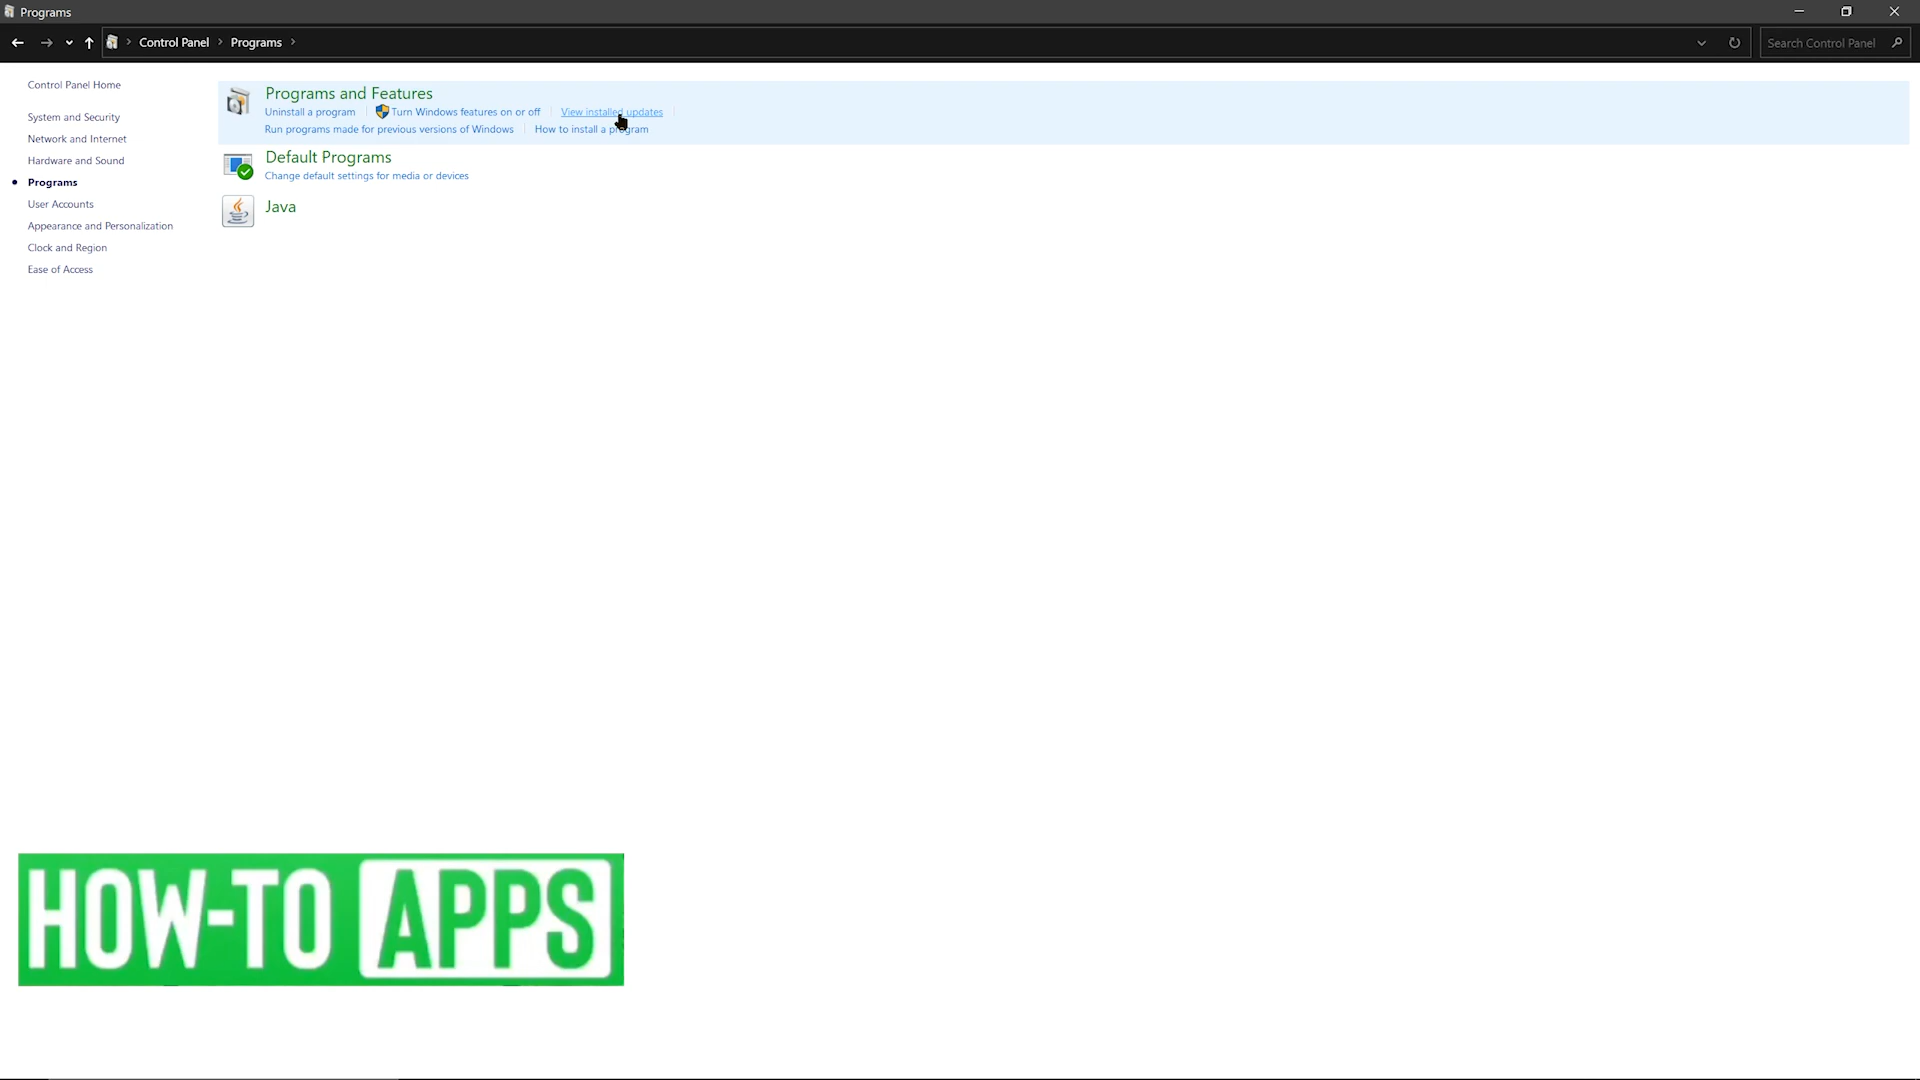 Programs
Control Panel
Programs
Search Control Panel
Control Panel Home
System and Security
Network and Internet
Hardware and Sound
Programs
User Accounts
Appearance and Personalization
Clock and Region
Ease of Access
Programs and Features
Uninstall a program
Turn Windows features on or off
View installed updates
Run programs made for previous versions of Windows
How to install a program
Default Programs
Change default settings for media or devices
Java
HOW-TO APPS